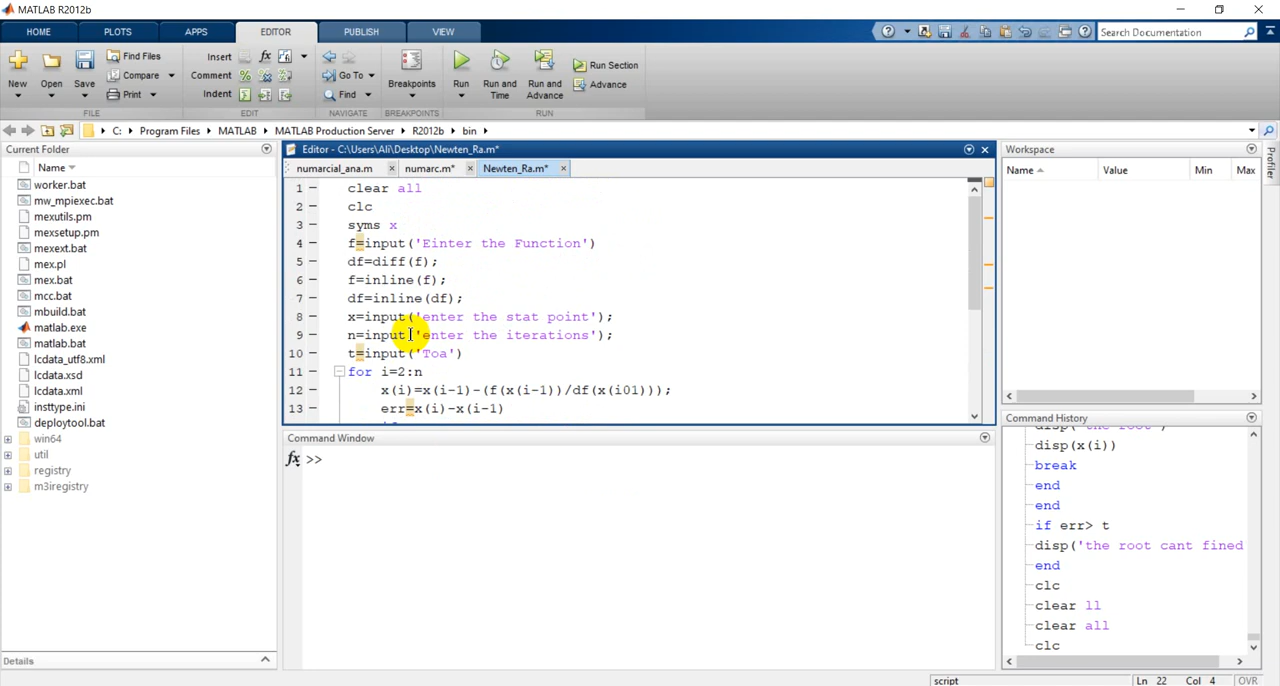 MATLAB R2012b
HOME PLOTS APPS EDITOR PUBLISH VIEW
Search Documentation
New Open Save
Find Files
Compare
Print
Insert
Comment
Indent
Go To
Find
Breakpoints
Run
Run and Time
Run and Advance
Run Section
Advance
FILE EDIT NAVIGATE BREAKPOINTS RUN
C: Program Files MATLAB MATLAB Production Server R2012b bin
Current Folder
Name
worker.bat
mw_mpiexec.bat
mexutils.pm
mexsetup.pm
mexext.bat
mex.pl
mex.bat
mcc.bat
mbuild.bat
matlab.exe
matlab.bat
lcdata_utf8.xml
lcdata.xsd
lcdata.xml
insttype.ini
deploytool.bat
win64
util
registry
m3iregistry
Details
Editor - C:\Users\Ali\Desktop\Newten_Ra.m*
numarcial_ana.m numarc.m* Newten_Ra.m*
1 clear all
2 clc
3 syms x
4 f=input('Einter the Function')
5 df=diff(f);
6 f=inline(f);
7 df=inline(df);
8 x=input('enter the stat point');
9 n=input('enter the iterations');
10 t=input('Toa')
11 for i=2:n
12 x(i)=x(i-1)-(f(x(i-1))/df(x(i01)));
13 err=x(i)-x(i-1)
Command Window
fx >>
Workspace
Name Value Min Max
Profiler
Command History
disp('the root')
disp(x(i))
break
end
end
if err> t
disp('the root cant fined
end
clc
clear ll
clear all
clc
script Ln 22 Col 4 OVR